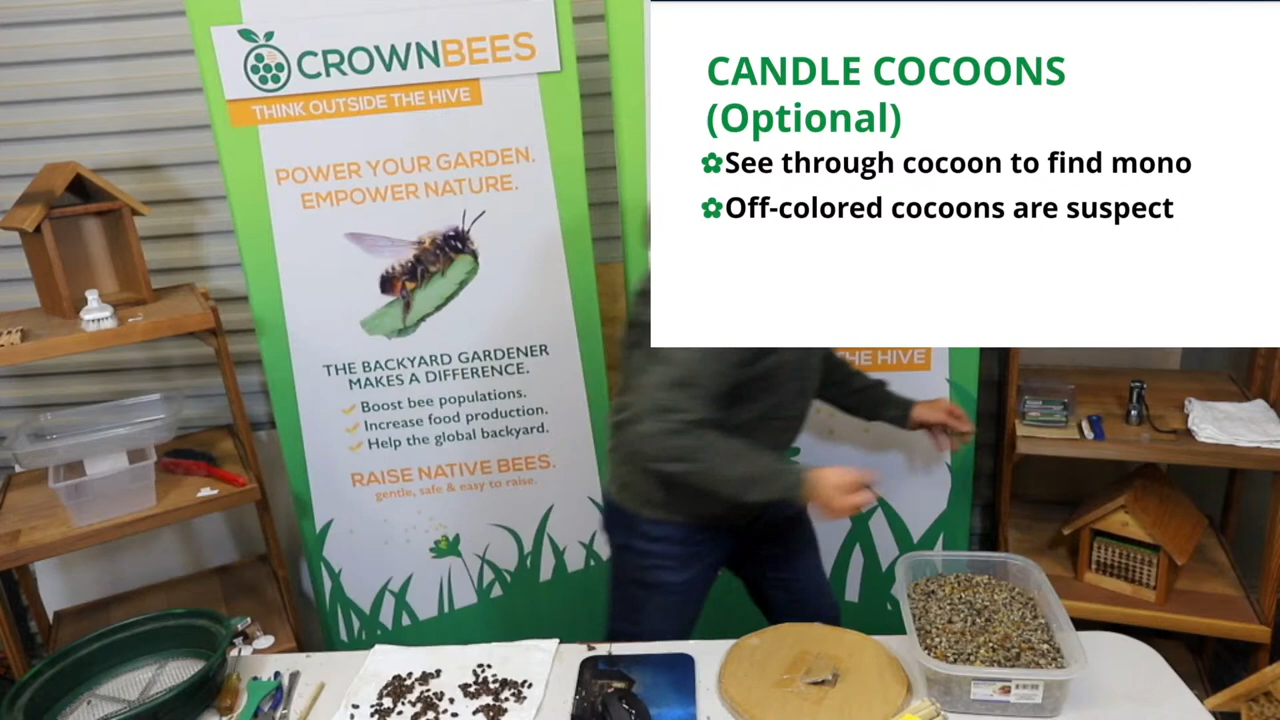 CROWNBEES
THINK OUTSIDE THE HIVE
POWER YOUR GARDEN.
EMPOWER NATURE.
THE BACKYARD GARDENER
MAKES A DIFFERENCE.
Boost bee populations.
Increase food production.
Help the global backyard.
RAISE NATIVE BEES.
gentle, safe & easy to raise.
CANDLE COCOONS
(Optional)
See through cocoon to find mono
Off-colored cocoons are suspect
THE HIVE